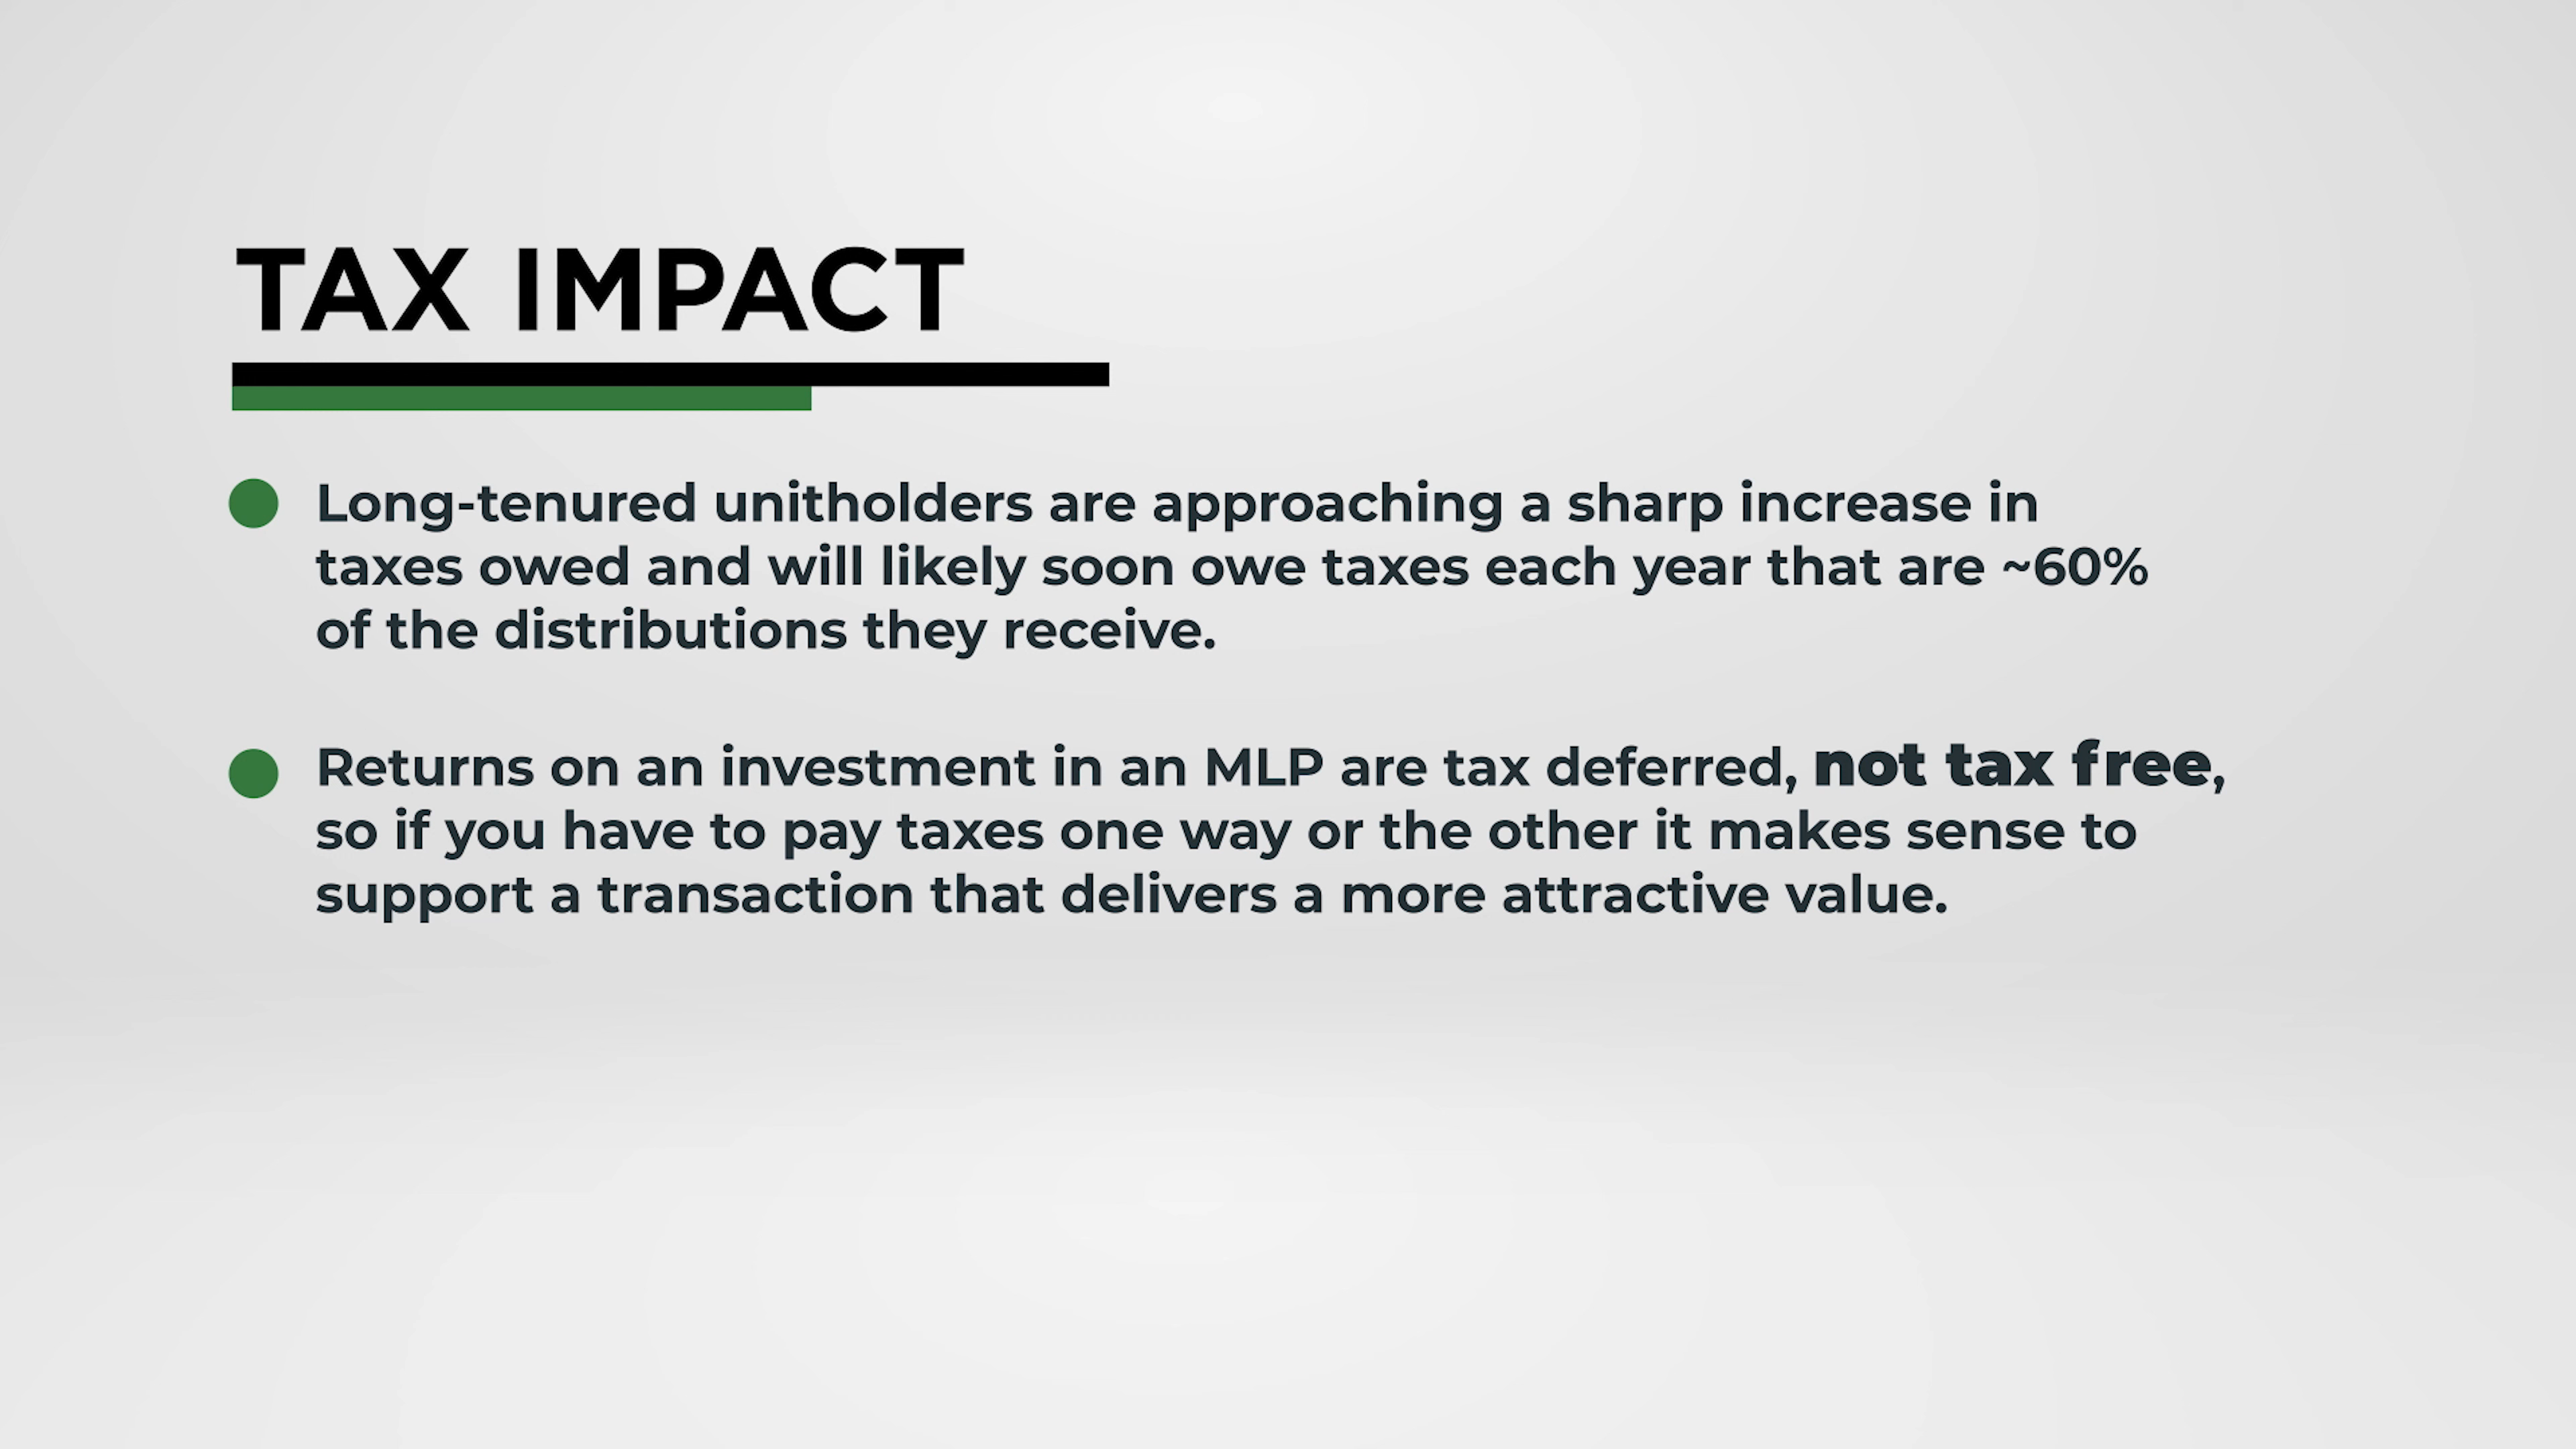 TAX IMPACT
Long-tenured unitholders are approaching a sharp increase in
taxes owed and will likely soon owe taxes each year that are ~60%
of the distributions they receive.
Returns on an investment in an MLP are tax deferred, not tax free,
so if you have to pay taxes one way or the other it makes sense to
support a transaction that delivers a more attractive value.